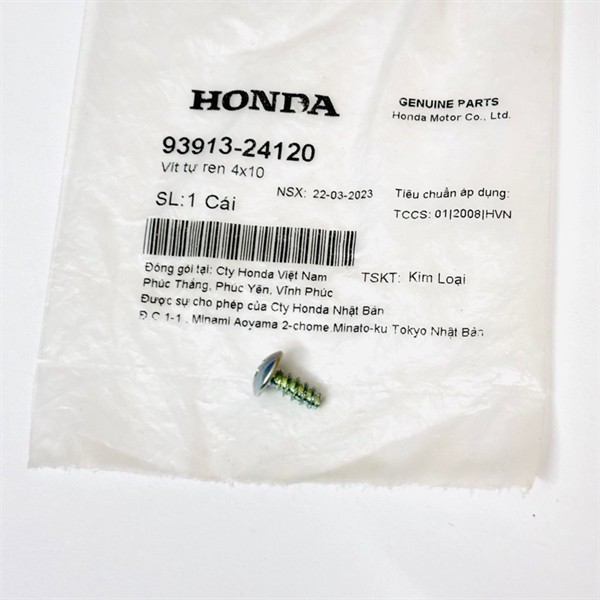 HONDA
GENUINE PARTS
Honda Motor Co., Ltd.
93913-24120
Vít tự ren 4x10
SL:1 Cái
NSX: 22-03-2023
Tiêu chuẩn áp dụng:
TCCS: 01|2008|HVN
Đóng gói tại: Cty Honda Việt Nam
Phúc Thắng, Phúc Yên, Vĩnh Phúc
TSKT: Kim Loại
Được sự cho phép của Cty Honda Nhật Bản
Đ.C 1-1 , Minami Aoyama 2-chome Minato-ku Tokyo Nhật Bản